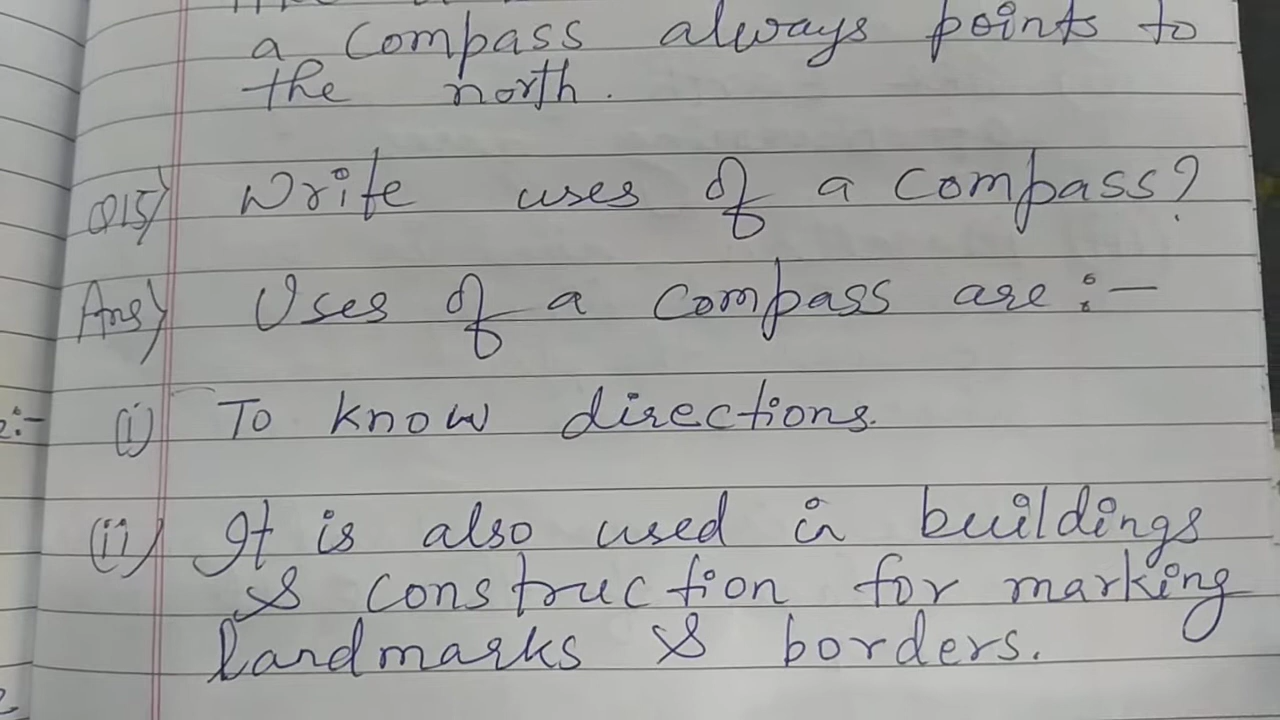 a compass always points to
the north.
Q15) Write uses of a compass?
Ans) Uses of a compass are :-
(i) To know directions.
(ii) It is also used in buildings
& construction for marking
landmarks & borders.